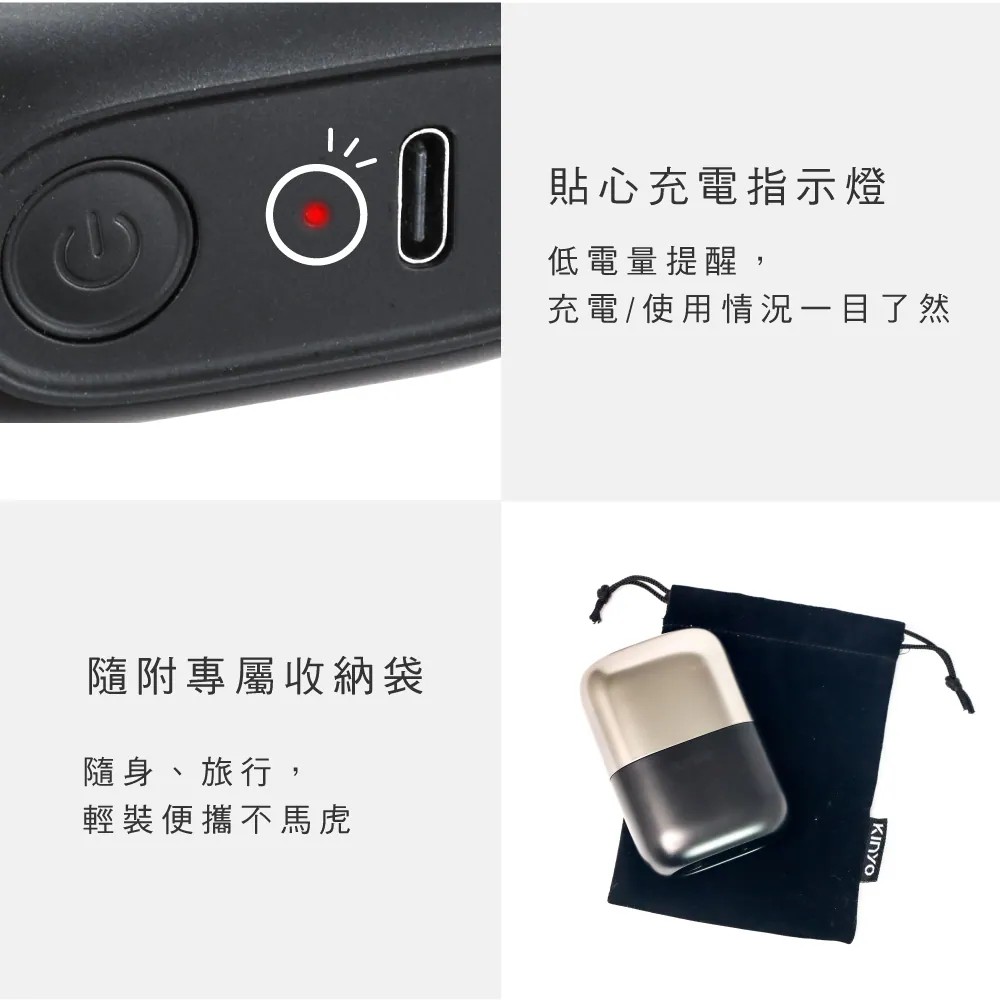 貼心充電指示燈
低電量提醒，
充電/使用情況一目了然
隨附專屬收納袋
隨身、旅行，
輕裝便攜不馬虎
KINYO